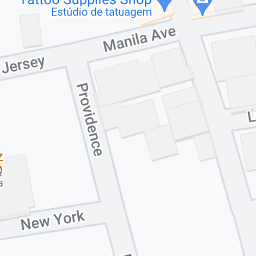 Tattoo Supplies Shop
Estúdio de tatuagem
Manila Ave
Jersey
Providence
New York